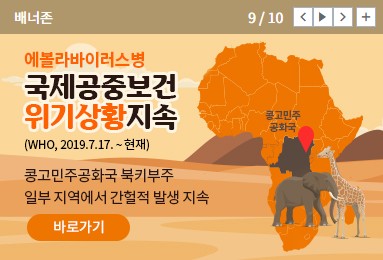 배너존
9 / 10
에볼라바이러스병
국제공중보건
위기상황지속
(WHO, 2019.7.17. ~ 현재)
콩고민주
공화국
콩고민주공화국 북키부주
일부 지역에서 간헐적 발생 지속
바로가기